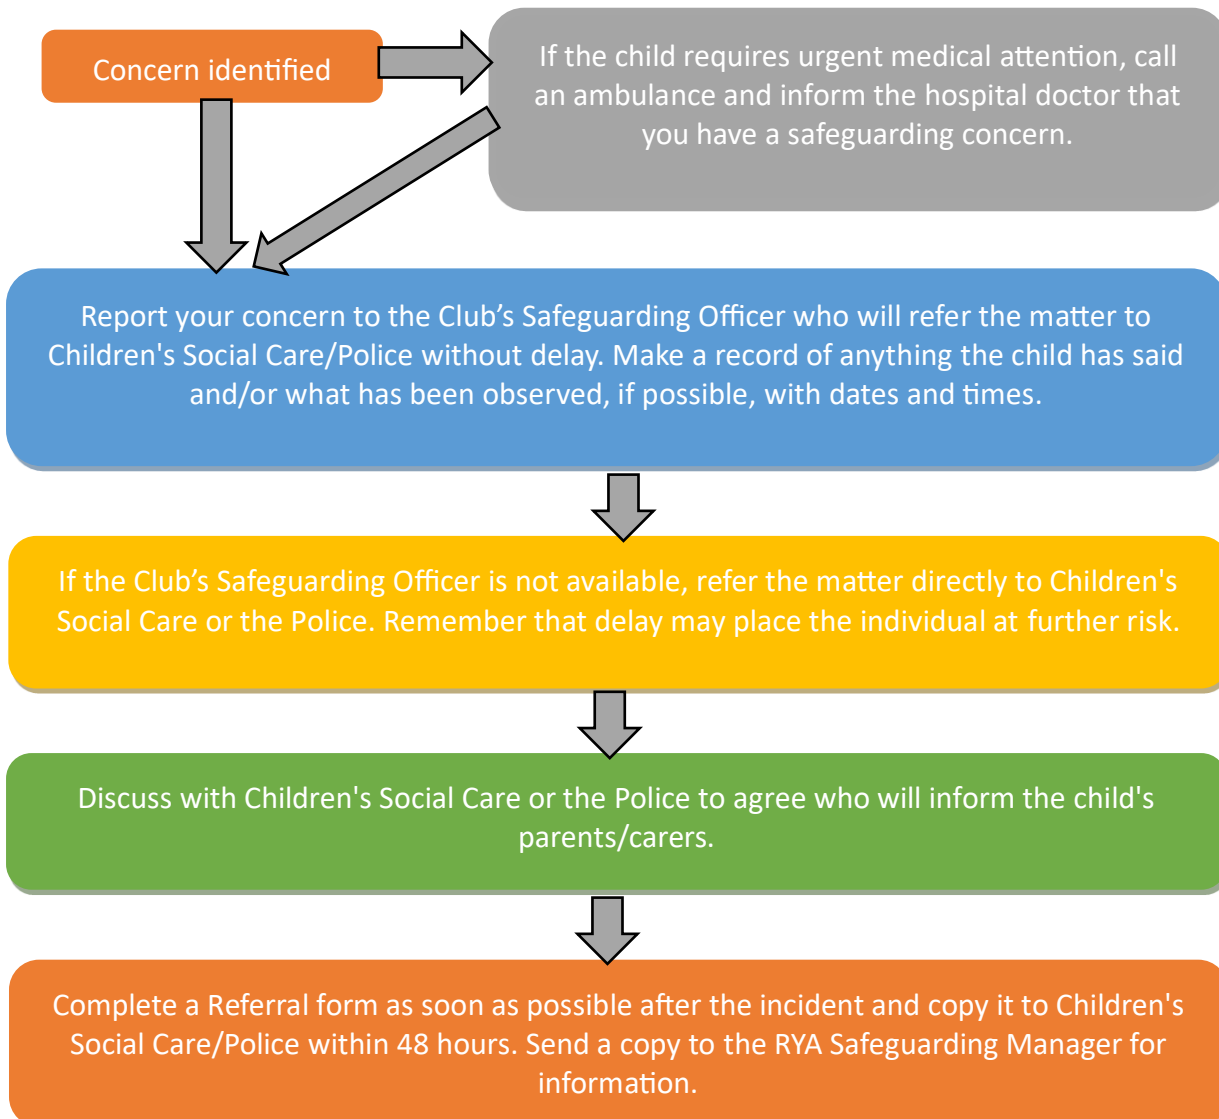 Concern identified
If the child requires urgent medical attention, call
an ambulance and inform the hospital doctor that
you have a safeguarding concern.
Report your concern to the Club’s Safeguarding Officer who will refer the matter to
Children's Social Care/Police without delay. Make a record of anything the child has said
and/or what has been observed, if possible, with dates and times.
If the Club’s Safeguarding Officer is not available, refer the matter directly to Children's
Social Care or the Police. Remember that delay may place the individual at further risk.
Discuss with Children's Social Care or the Police to agree who will inform the child's
parents/carers.
Complete a Referral form as soon as possible after the incident and copy it to Children's
Social Care/Police within 48 hours. Send a copy to the RYA Safeguarding Manager for
information.